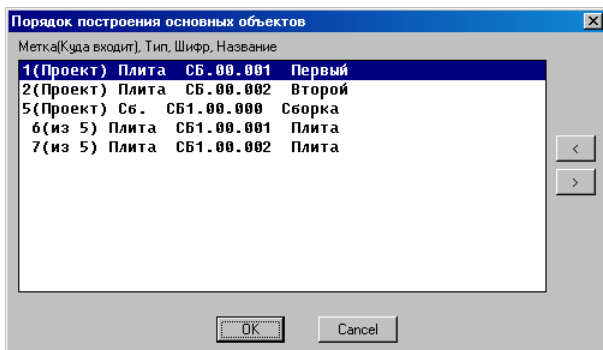 Порядок построения основных объектов
Метка(Куда входит), Тип, Шифр, Название
1(Проект) Плита СБ.00.001 Первый
2(Проект) Плита СБ.00.002 Второй
5(Проект) Сб. СБ1.00.000 Сборка
6(из 5) Плита СБ1.00.001 Плита
7(из 5) Плита СБ1.00.002 Плита
<
>
OK Cancel